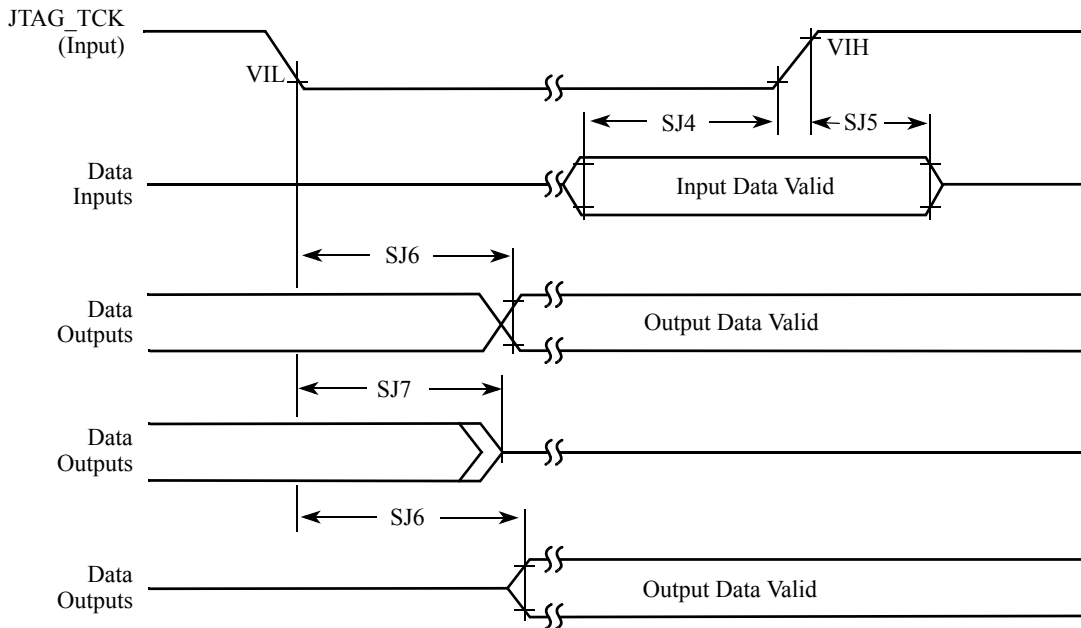 JTAG_TCK
(Input)
VIL
VIH
SJ4
SJ5
Data
Inputs
Input Data Valid
SJ6
Data
Outputs
Output Data Valid
SJ7
Data
Outputs
SJ6
Data
Outputs
Output Data Valid